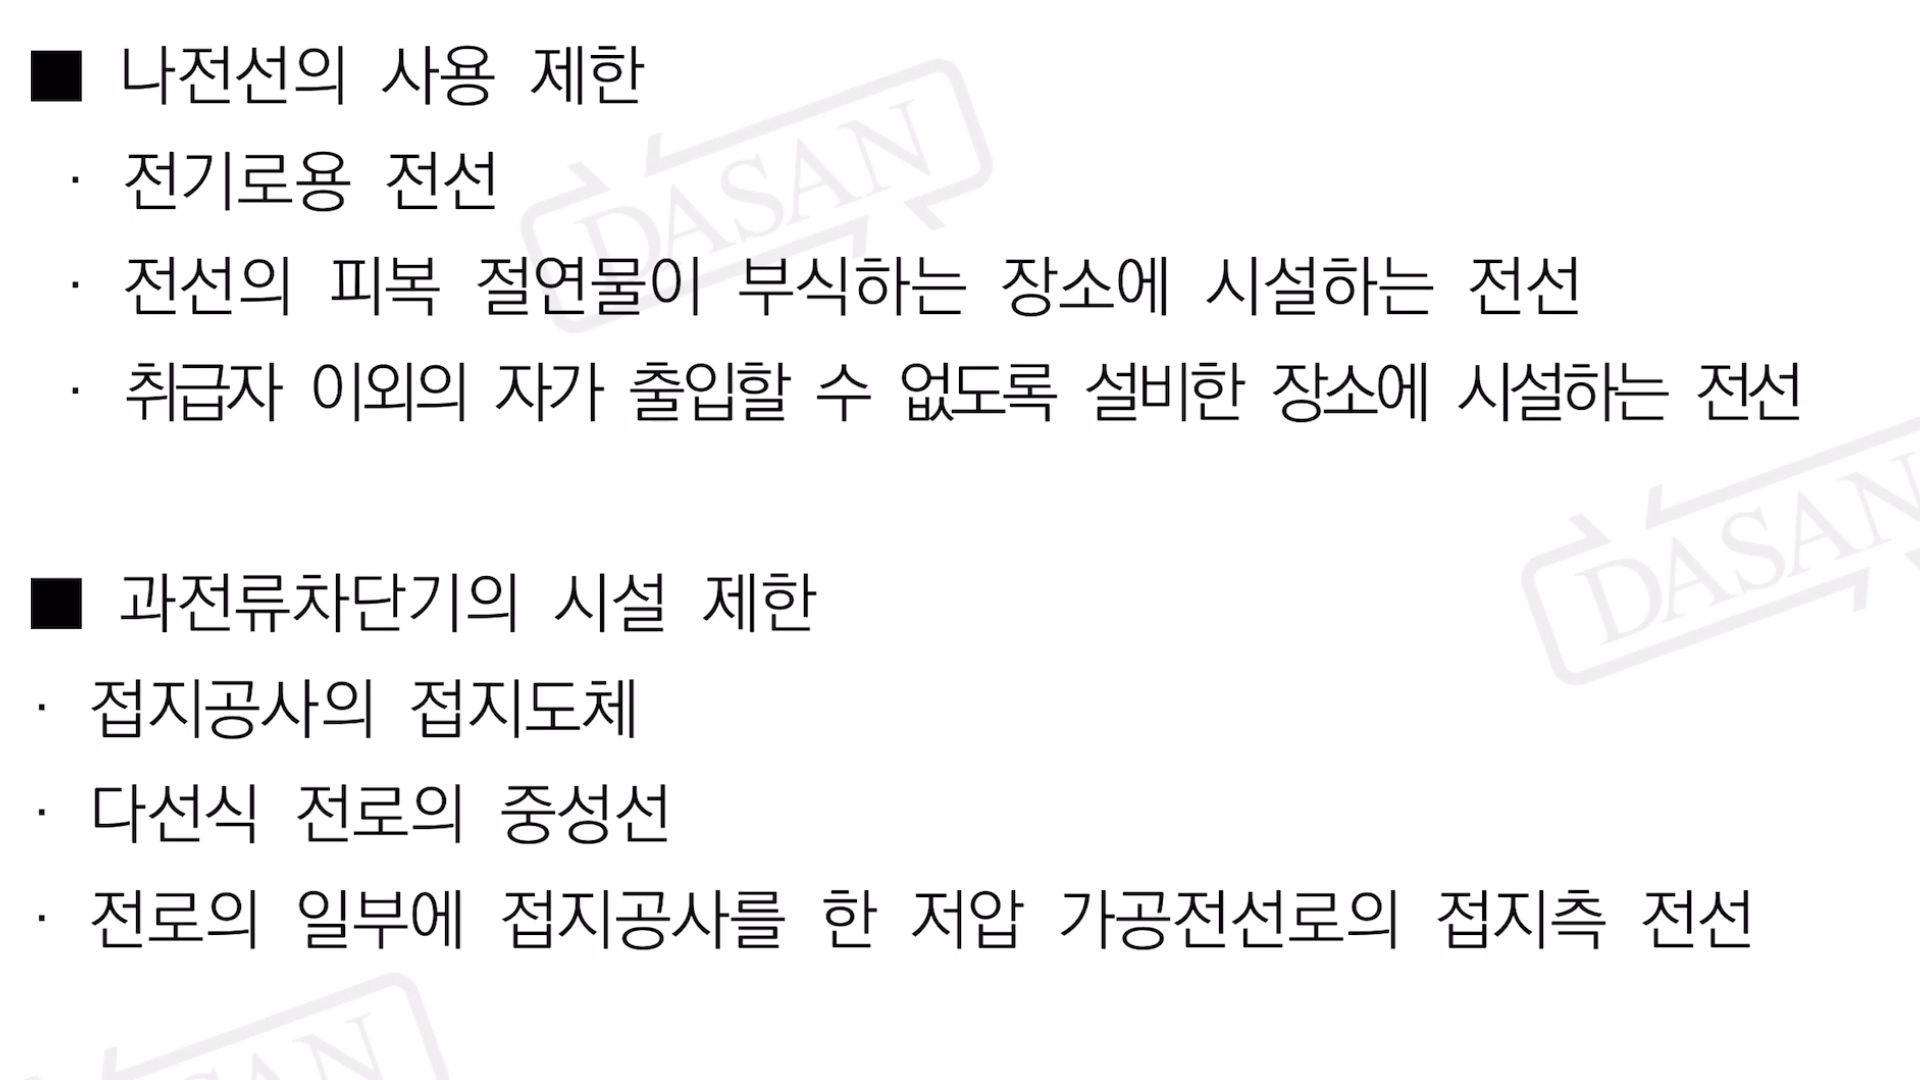 ■ 나전선의 사용 제한
· 전기로용 전선
· 전선의 피복 절연물이 부식하는 장소에 시설하는 전선
· 취급자 이외의 자가 출입할 수 없도록 설비한 장소에 시설하는 전선
■ 과전류차단기의 시설 제한
· 접지공사의 접지도체
· 다선식 전로의 중성선
· 전로의 일부에 접지공사를 한 저압 가공전선로의 접지측 전선
DASAN
DASAN
DASAN